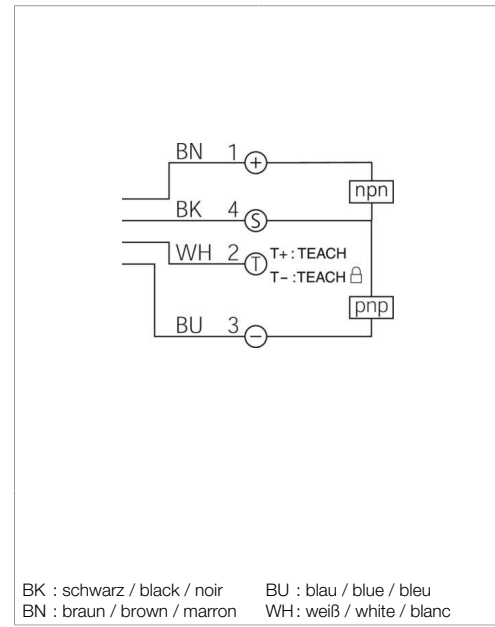 BN 1 +
npn
BK 4 S
WH 2 T T+: TEACH
T−: TEACH
pnp
BU 3 −
BK : schwarz / black / noir BU : blau / blue / bleu
BN : braun / brown / marron WH : weiß / white / blanc